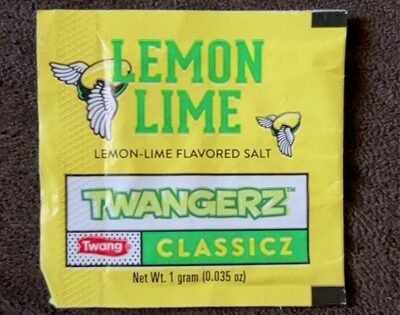 LEMON
LIME
LEMON-LIME FLAVORED SALT
TWANGERZ™
Twang
CLASSICZ
Net Wt. 1 gram (0.035 oz)